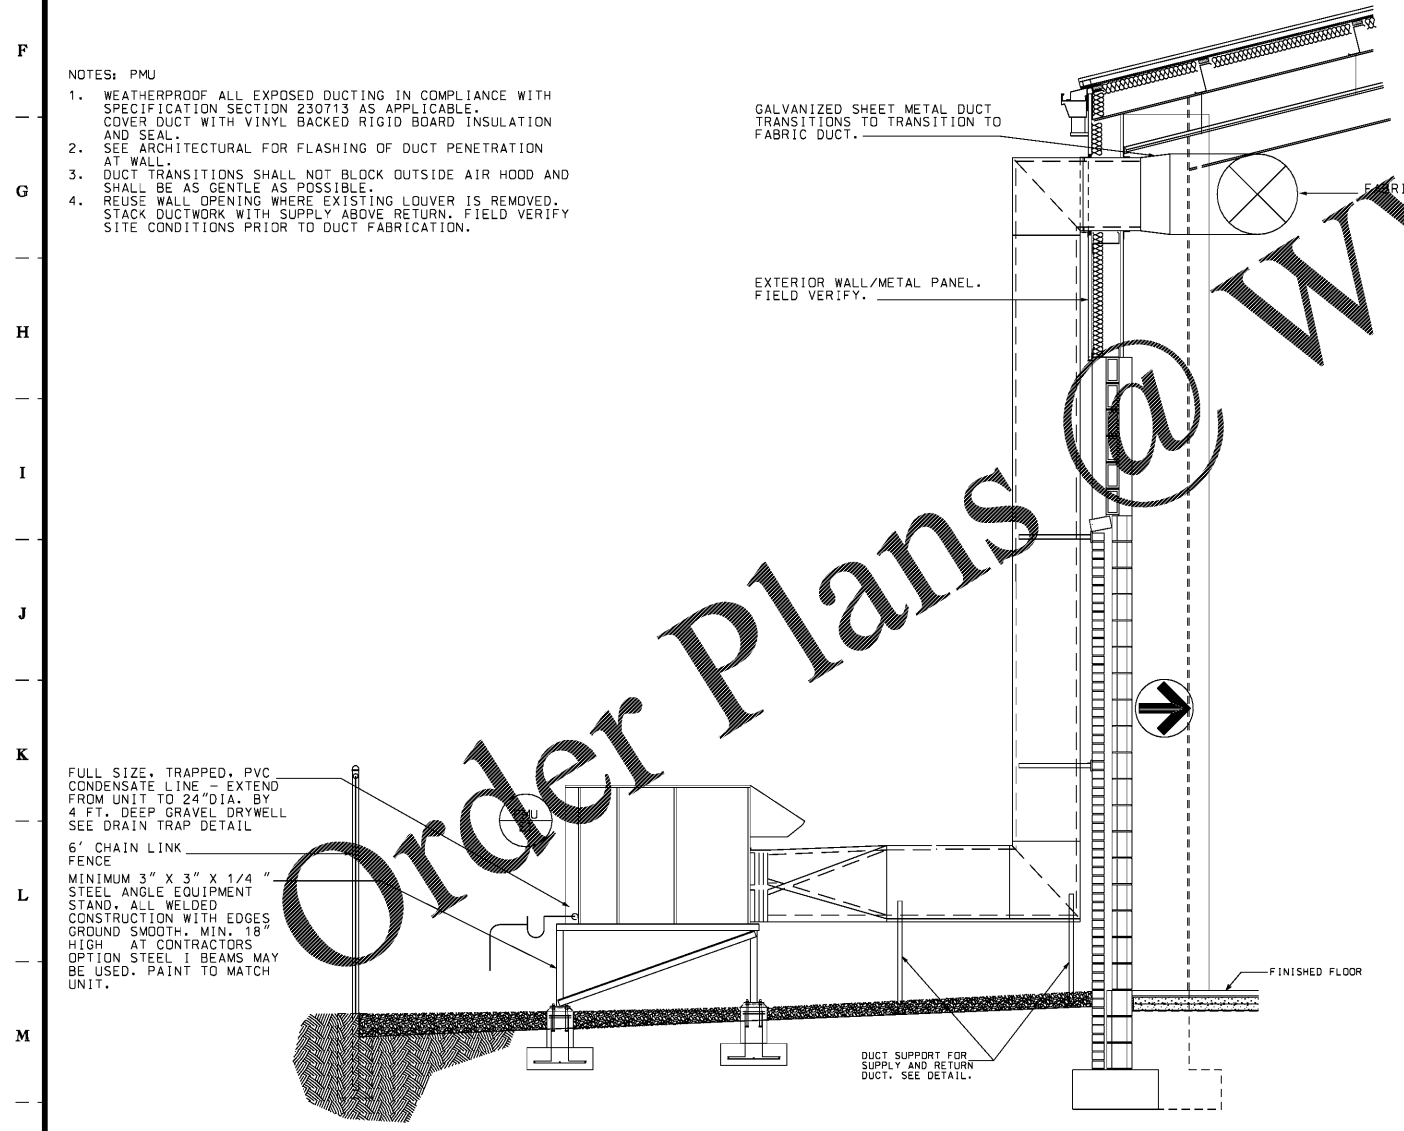 F
G
H
I
J
K
L
M
NOTES: PMU
1. WEATHERPROOF ALL EXPOSED DUCTING IN COMPLIANCE WITH
SPECIFICATION SECTION 230713 AS APPLICABLE.
COVER DUCT WITH VINYL BACKED RIGID BOARD INSULATION
AND SEAL.
2. SEE ARCHITECTURAL FOR FLASHING OF DUCT PENETRATION
AT WALL.
3. DUCT TRANSITIONS SHALL NOT BLOCK OUTSIDE AIR HOOD AND
SHALL BE AS GENTLE AS POSSIBLE.
4. REUSE WALL OPENING WHERE EXISTING LOUVER IS REMOVED.
STACK DUCTWORK WITH SUPPLY ABOVE RETURN. FIELD VERIFY
SITE CONDITIONS PRIOR TO DUCT FABRICATION.
GALVANIZED SHEET METAL DUCT
TRANSITIONS TO TRANSITION TO
FABRIC DUCT.
EXTERIOR WALL/METAL PANEL.
FIELD VERIFY.
Order Plans @
FULL SIZE, TRAPPED, PVC
CONDENSATE LINE - EXTEND
FROM UNIT TO 24"DIA. BY
4 FT. DEEP GRAVEL DRYWELL
SEE DRAIN TRAP DETAIL
6' CHAIN LINK
FENCE
MINIMUM 3" X 3" X 1/4 "
STEEL ANGLE EQUIPMENT
STAND, ALL WELDED
CONSTRUCTION WITH EDGES
GROUND SMOOTH. MIN. 18"
HIGH AT CONTRACTORS
OPTION STEEL I BEAMS MAY
BE USED. PAINT TO MATCH
UNIT.
FINISHED FLOOR
DUCT SUPPORT FOR
SUPPLY AND RETURN
DUCT. SEE DETAIL.